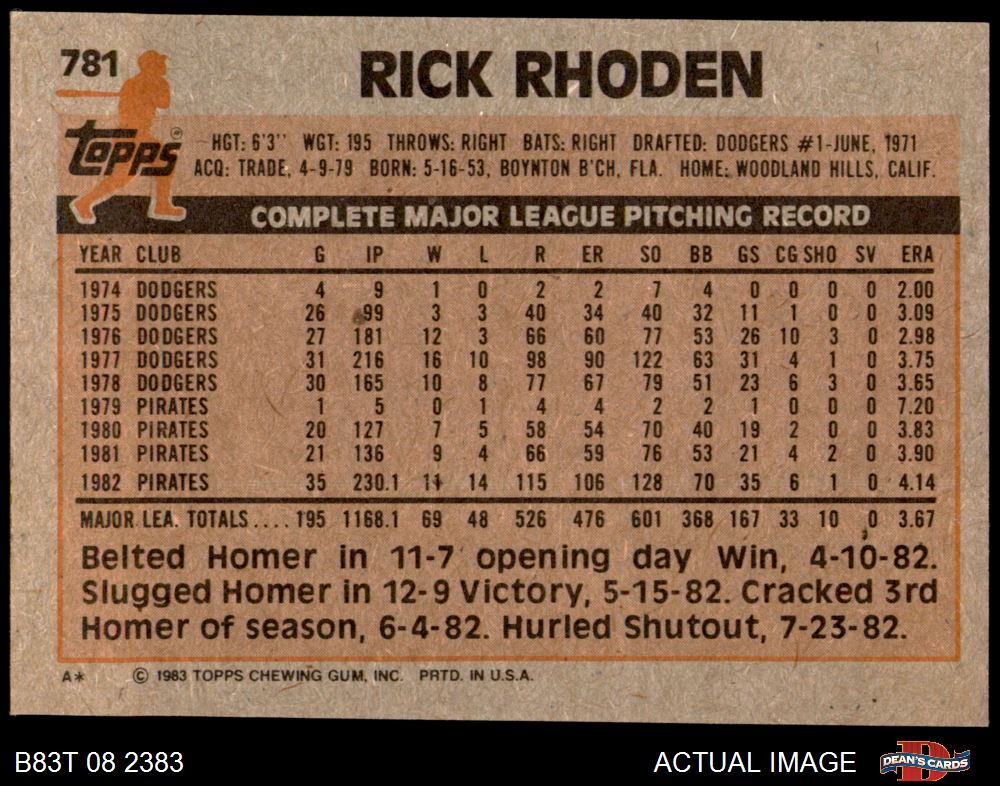 781
RICK RHODEN
topps®
HGT: 6'3" WGT: 195 THROWS: RIGHT BATS: RIGHT DRAFTED: DODGERS #1-JUNE, 1971
ACQ: TRADE, 4-9-79 BORN: 5-16-53, BOYNTON B'CH, FLA. HOME: WOODLAND HILLS, CALIF.
COMPLETE MAJOR LEAGUE PITCHING RECORD
YEAR CLUB G IP W L R ER SO BB GS CG SHO SV ERA
1974 DODGERS 4 9 1 0 2 2 7 4 0 0 0 0 2.00
1975 DODGERS 26 99 3 3 40 34 40 32 11 1 0 0 3.09
1976 DODGERS 27 181 12 3 66 60 77 53 26 10 3 0 2.98
1977 DODGERS 31 216 16 10 98 90 122 63 31 4 1 0 3.75
1978 DODGERS 30 165 10 8 77 67 79 51 23 6 3 0 3.65
1979 PIRATES 1 5 0 1 4 4 2 2 1 0 0 0 7.20
1980 PIRATES 20 127 7 5 58 54 70 40 19 2 0 0 3.83
1981 PIRATES 21 136 9 4 66 59 76 53 21 4 2 0 3.90
1982 PIRATES 35 230.1 11 14 115 106 128 70 35 6 1 0 4.14
MAJOR LEA. TOTALS.... 195 1168.1 69 48 526 476 601 368 167 33 10 0 3.67
Belted Homer in 11-7 opening day Win, 4-10-82.
Slugged Homer in 12-9 Victory, 5-15-82. Cracked 3rd
Homer of season, 6-4-82. Hurled Shutout, 7-23-82.
A* © 1983 TOPPS CHEWING GUM, INC. PRTD. IN U.S.A.
B83T 08 2383 ACTUAL IMAGE DEAN'S CARDS